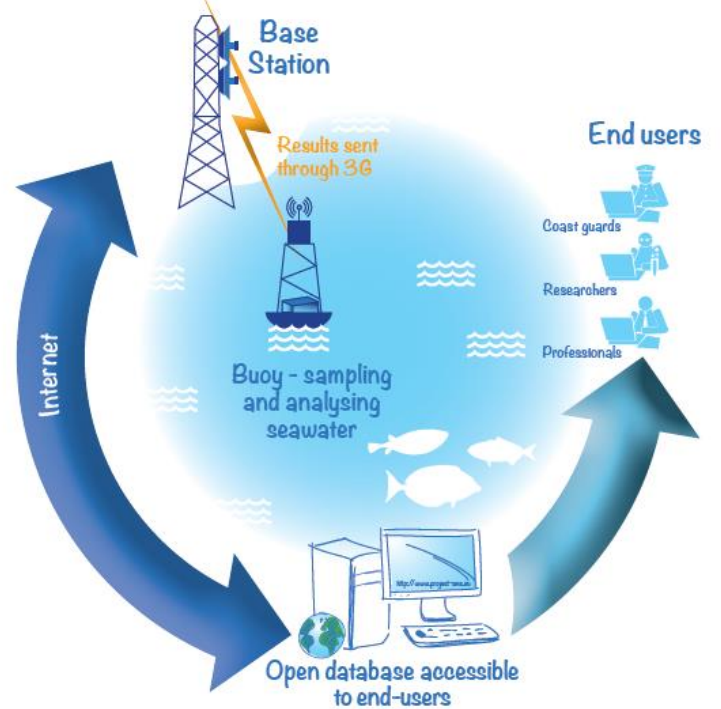 Base
Station
Results sent
through 3G
End users
Coast guards
Researchers
Professionals
Internet
Buoy - sampling
and analysing
seawater
Open database accessible
to end-users